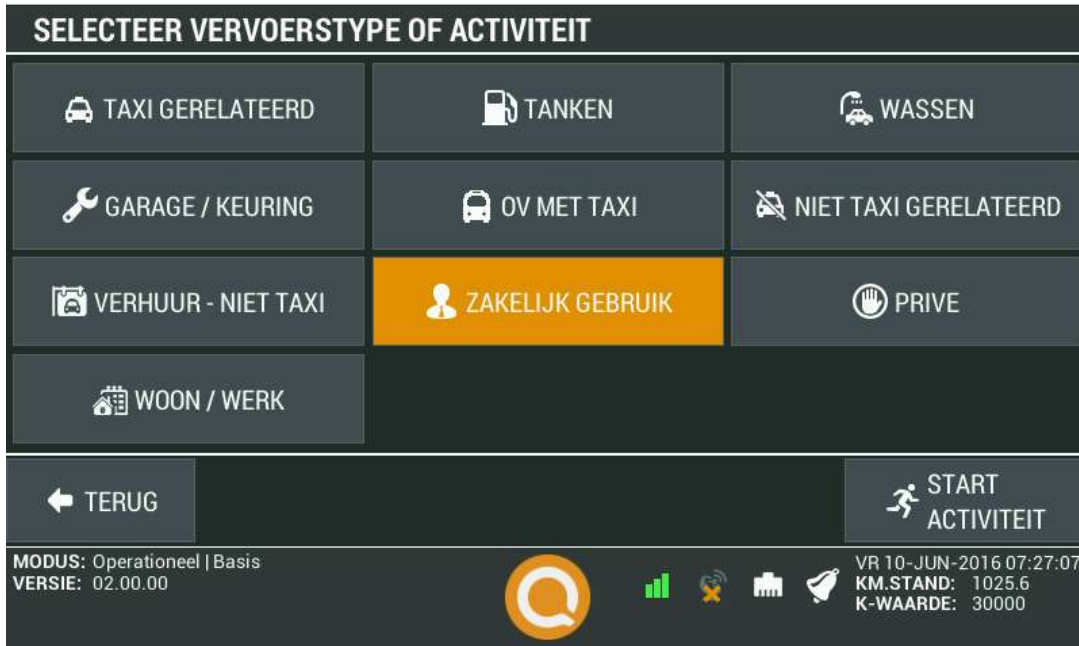 SELECTEER VERVOERSTYPE OF ACTIVITEIT
TAXI GERELATEERD
TANKEN
WASSEN
GARAGE / KEURING
OV MET TAXI
NIET TAXI GERELATEERD
VERHUUR - NIET TAXI
ZAKELIJK GEBRUIK
PRIVE
WOON / WERK
TERUG
START
ACTIVITEIT
MODUS: Operationeel | Basis
VERSIE: 02.00.00
VR 10-JUN-2016 07:27:07
KM.STAND: 1025.6
K-WAARDE: 30000